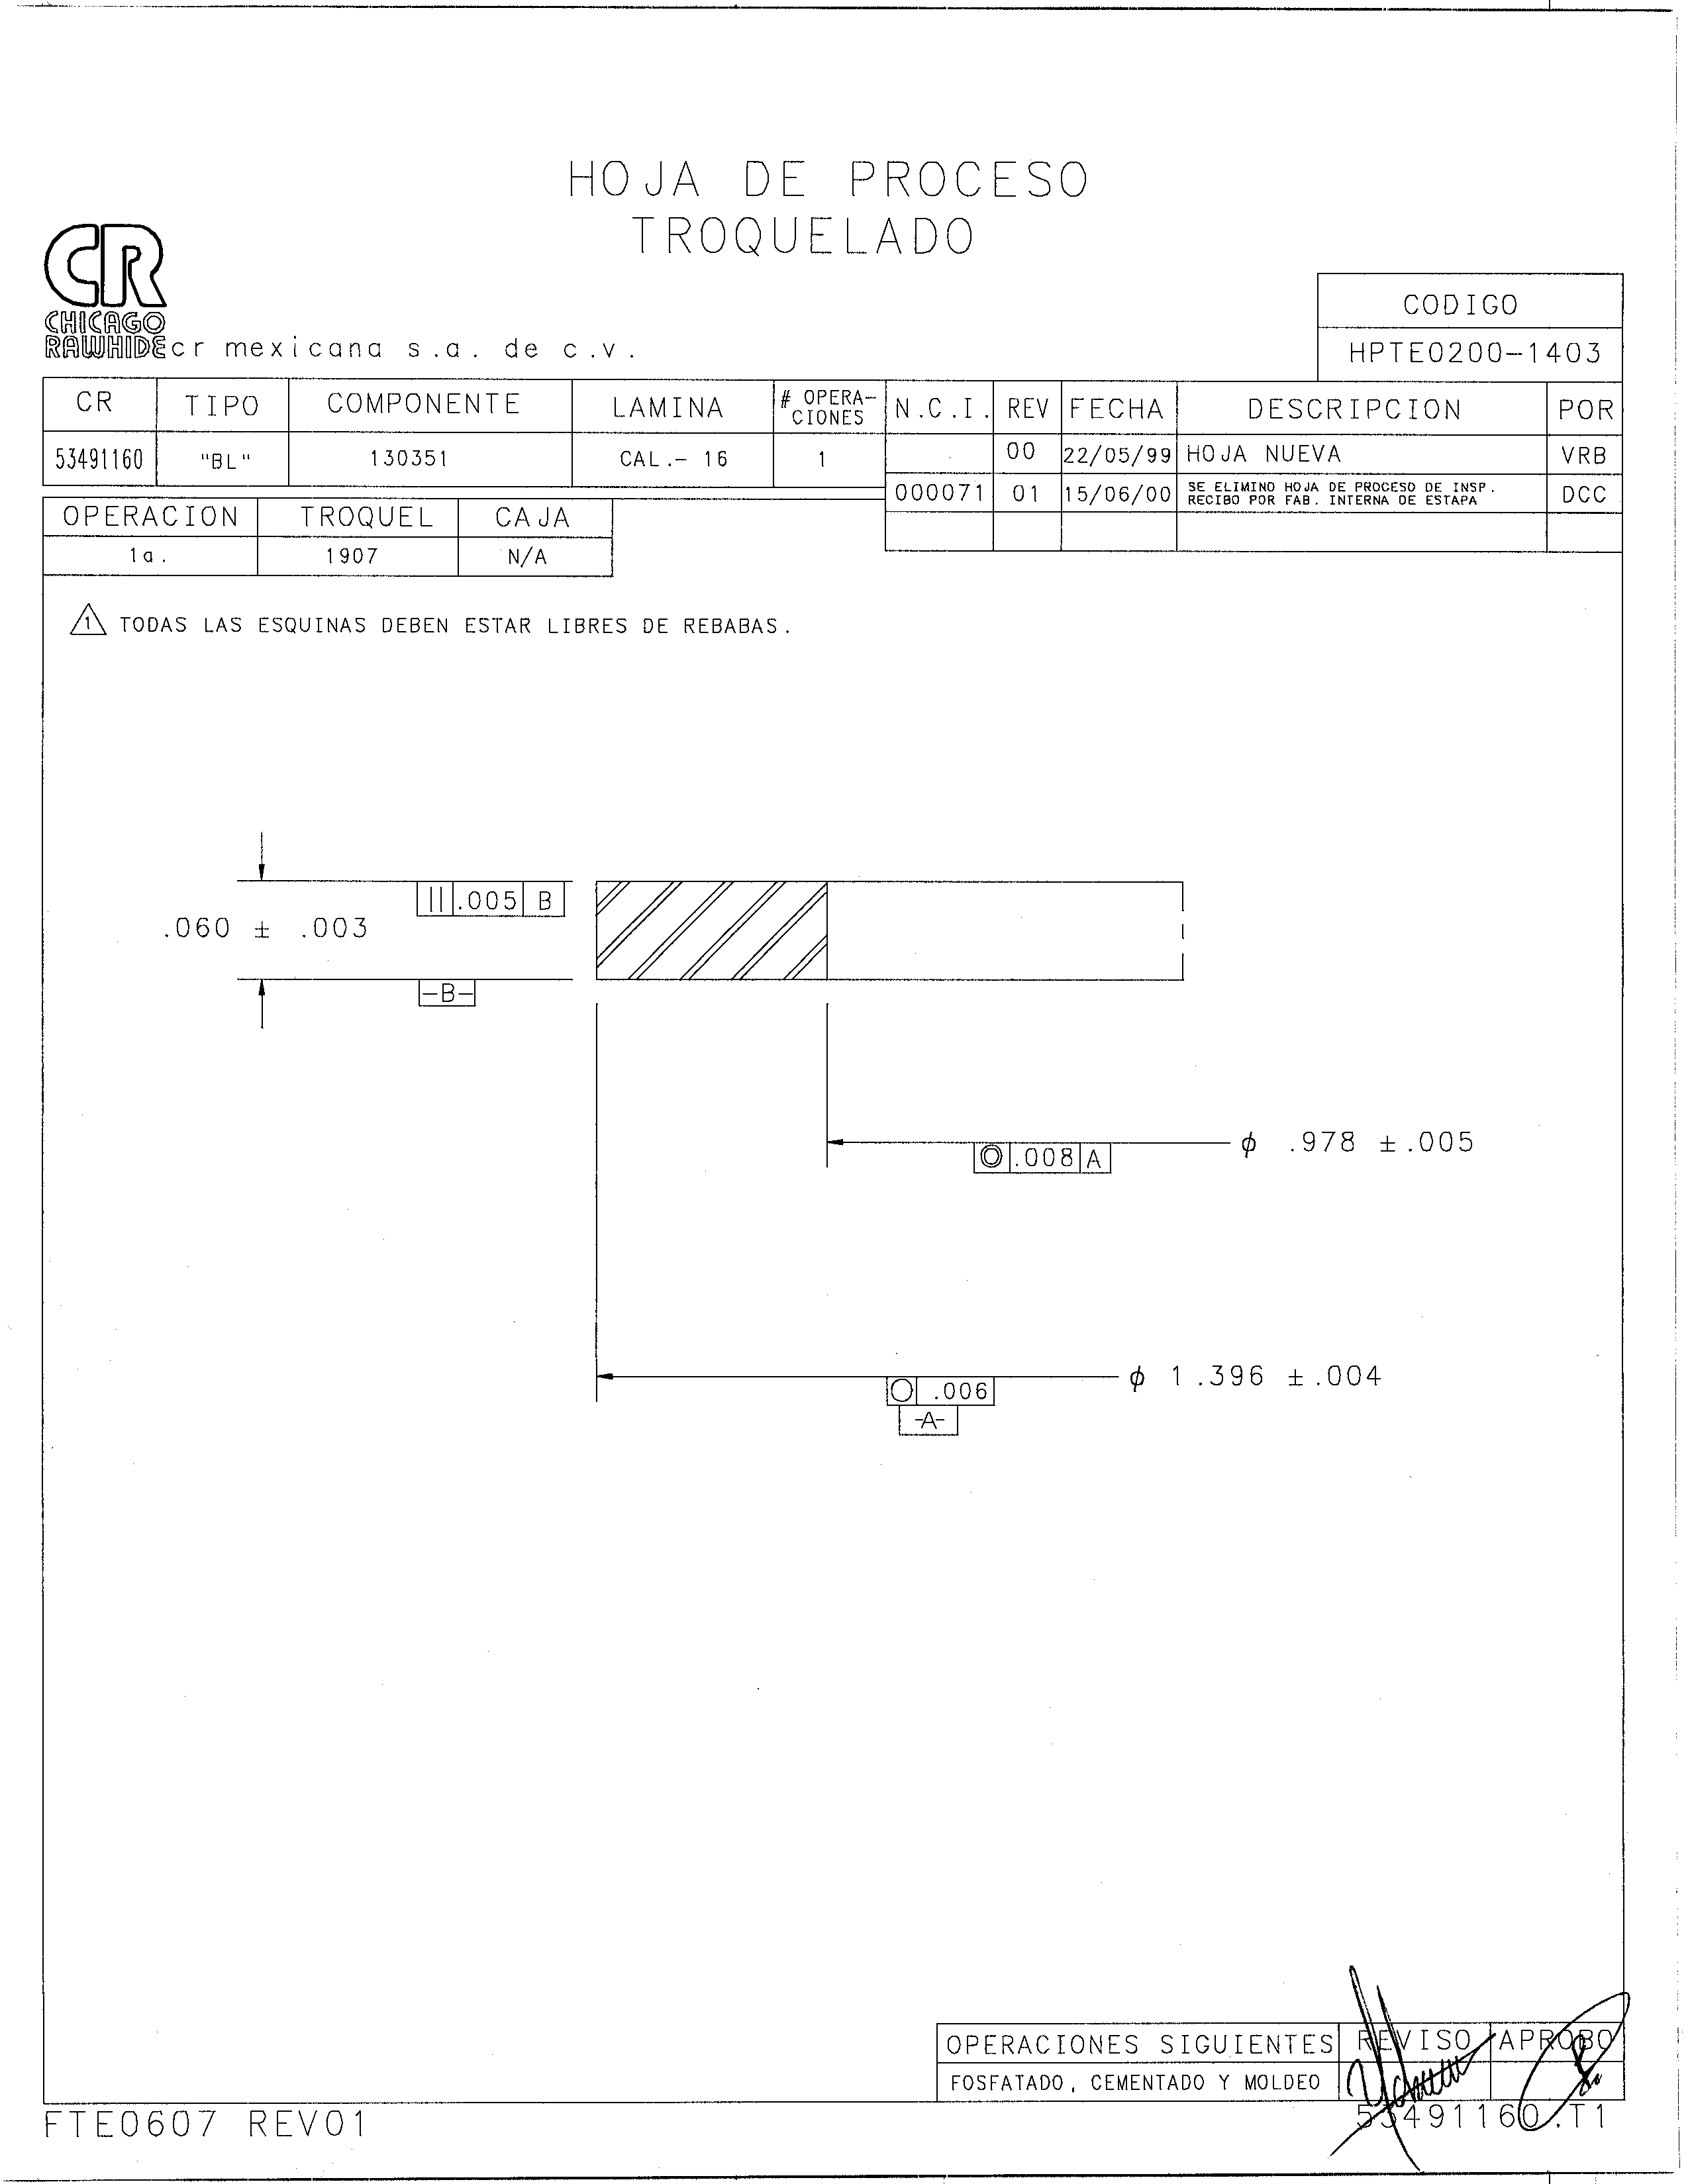 HOJA DE PROCESO
TROQUELADO
CR
CHICAGO
RAWHIDE cr mexicana s.a. de c.v.
CODIGO
HPTE0200-1403
CR TIPO COMPONENTE LAMINA # OPERA-CIONES N.C.I. REV FECHA DESCRIPCION POR
53491160 "BL" 130351 CAL.- 16 1 00 22/05/99 HOJA NUEVA VRB
000071 01 15/06/00 SE ELIMINO HOJA DE PROCESO DE INSP.
RECIBO POR FAB. INTERNA DE ESTAPA DCC
OPERACION TROQUEL CAJA
1a. 1907 N/A
1 TODAS LAS ESQUINAS DEBEN ESTAR LIBRES DE REBABAS.
|| .005 B
.060 ± .003
-B-
ϕ .978 ±.005
◎ .008 A
ϕ 1.396 ±.004
○ .006
-A-
OPERACIONES SIGUIENTES REVISO APROBO
FOSFATADO, CEMENTADO Y MOLDEO
FTE0607 REV01
53491160.T1